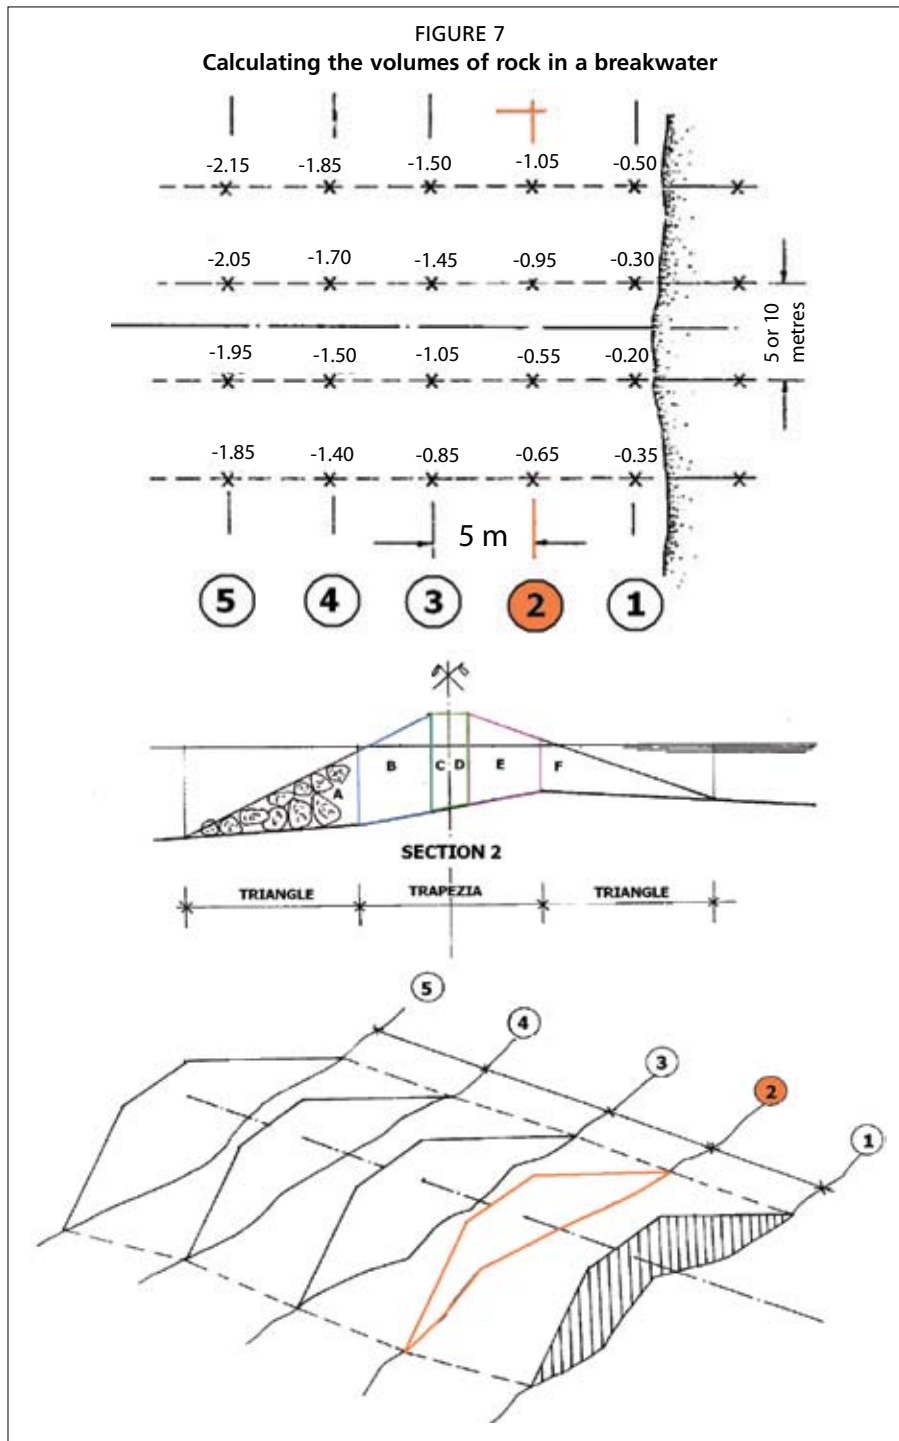 FIGURE 7
Calculating the volumes of rock in a breakwater
-2.15 -1.85 -1.50 -1.05 -0.50
-2.05 -1.70 -1.45 -0.95 -0.30
5 or 10
metres
-1.95 -1.50 -1.05 -0.55 -0.20
-1.85 -1.40 -0.85 -0.65 -0.35
5 m
5 4 3 2 1
A B C D E F
SECTION 2
TRIANGLE TRAPEZIA TRIANGLE
5
4
3
2
1